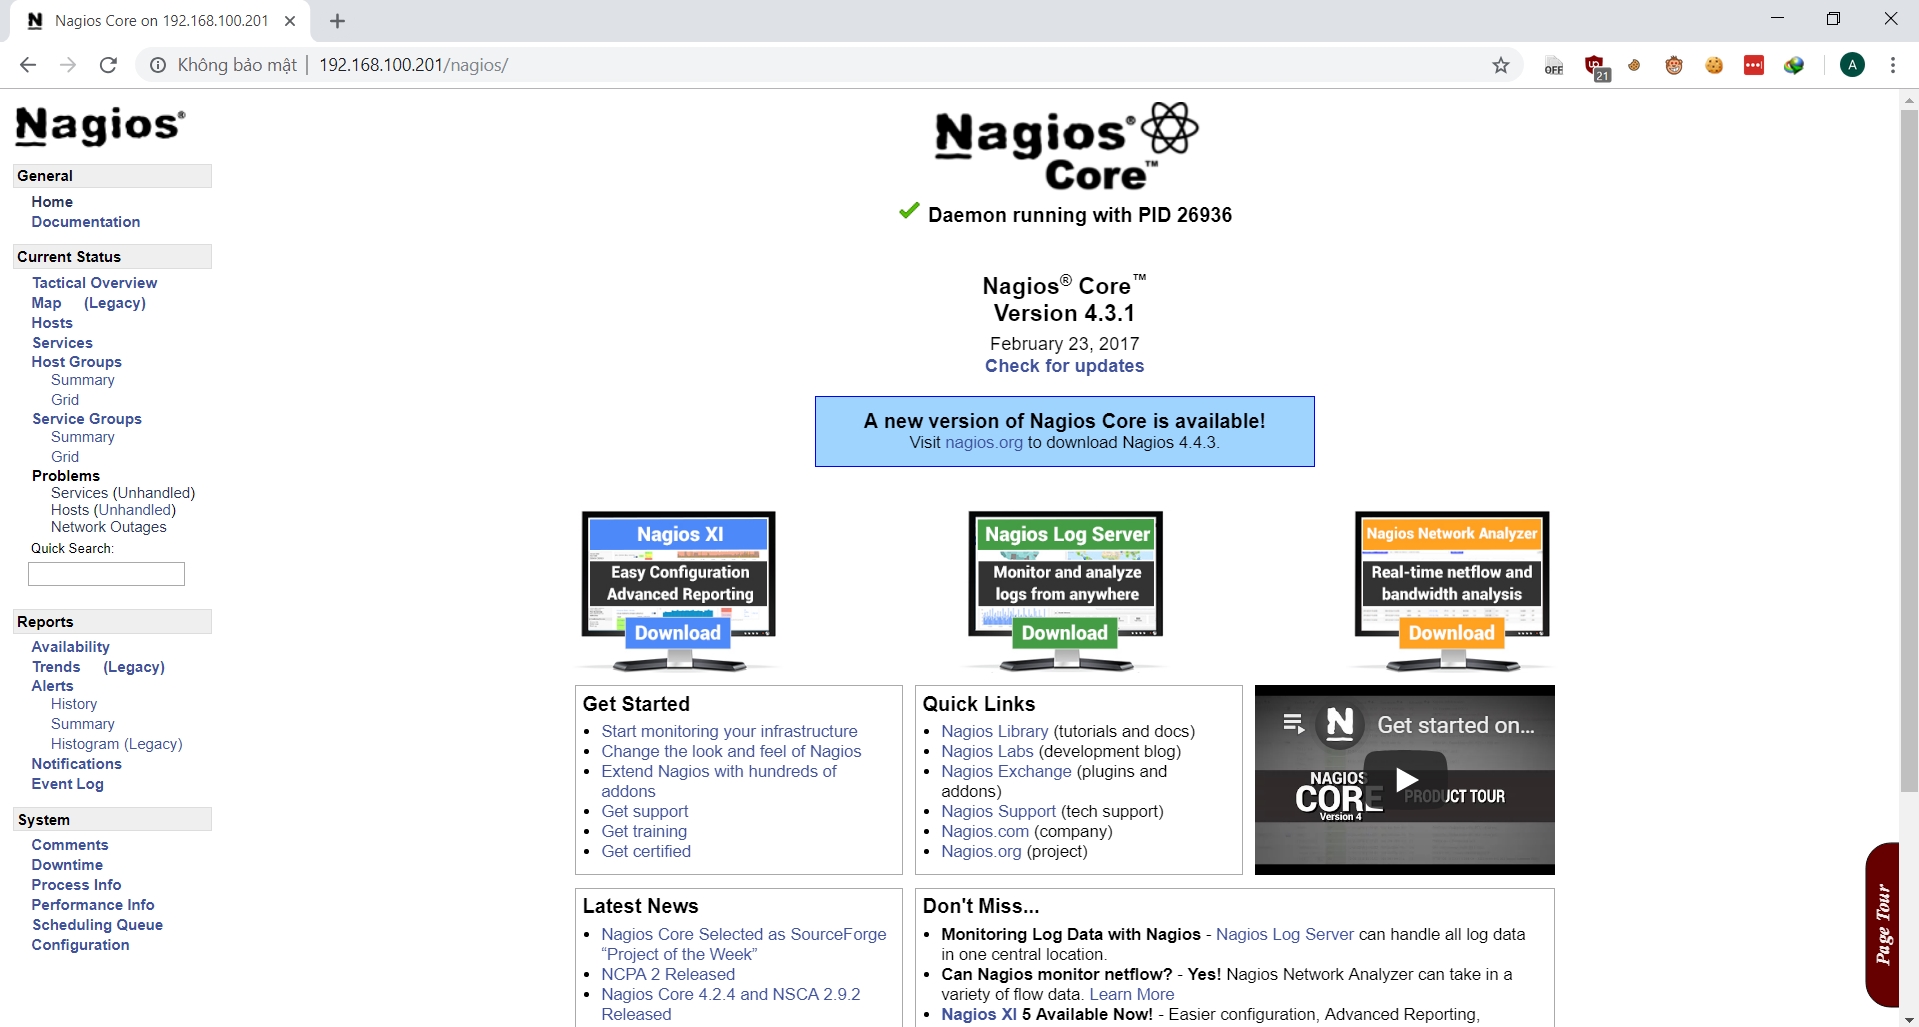 Nagios Core on 192.168.100.201
Không bảo mật | 192.168.100.201/nagios/
OFF
21
A
Nagios®
General
Home
Documentation
Current Status
Tactical Overview
Map (Legacy)
Hosts
Services
Host Groups
Summary
Grid
Service Groups
Summary
Grid
Problems
Services (Unhandled)
Hosts (Unhandled)
Network Outages
Quick Search:
Reports
Availability
Trends (Legacy)
Alerts
History
Summary
Histogram (Legacy)
Notifications
Event Log
System
Comments
Downtime
Process Info
Performance Info
Scheduling Queue
Configuration
Nagios®
Core™
Daemon running with PID 26936
Nagios® Core™
Version 4.3.1
February 23, 2017
Check for updates
A new version of Nagios Core is available!
Visit nagios.org to download Nagios 4.4.3.
Nagios XI
Easy Configuration
Advanced Reporting
Download
Nagios Log Server
Monitor and analyze
logs from anywhere
Download
Nagios Network Analyzer
Real-time netflow and
bandwidth analysis
Download
Get Started
Start monitoring your infrastructure
Change the look and feel of Nagios
Extend Nagios with hundreds of
addons
Get support
Get training
Get certified
Quick Links
Nagios Library (tutorials and docs)
Nagios Labs (development blog)
Nagios Exchange (plugins and
addons)
Nagios Support (tech support)
Nagios.com (company)
Nagios.org (project)
N Get started on...
NAGIOS
CORE PRODUCT TOUR
Version 4
Latest News
Nagios Core Selected as SourceForge
“Project of the Week”
NCPA 2 Released
Nagios Core 4.2.4 and NSCA 2.9.2
Released
Don't Miss...
Monitoring Log Data with Nagios - Nagios Log Server can handle all log data
in one central location.
Can Nagios monitor netflow? - Yes! Nagios Network Analyzer can take in a
variety of flow data. Learn More
Nagios XI 5 Available Now! - Easier configuration, Advanced Reporting,
Page Tour